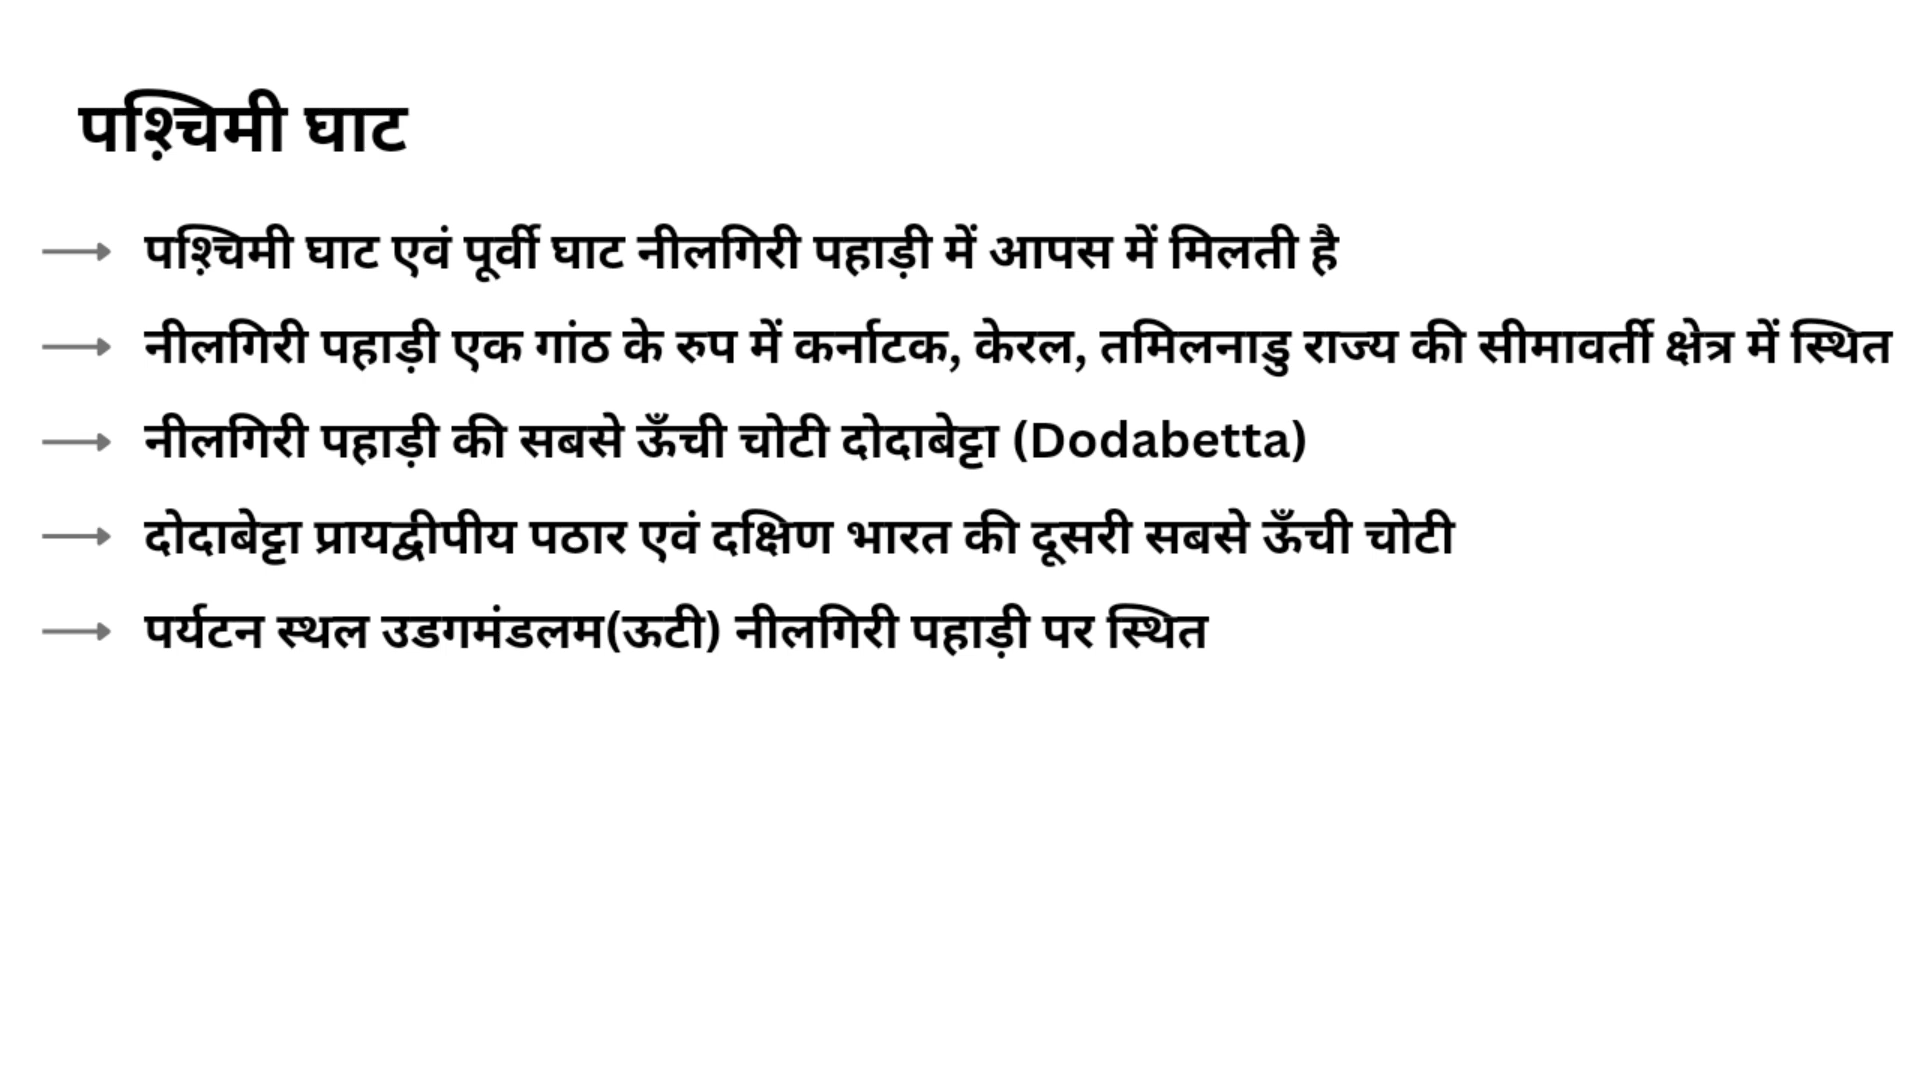 पश्चिमी घाट
पश्चिमी घाट एवं पूर्वी घाट नीलगिरी पहाड़ी में आपस में मिलती है
नीलगिरी पहाड़ी एक गांठ के रुप में कर्नाटक, केरल, तमिलनाडु राज्य की सीमावर्ती क्षेत्र में स्थित
नीलगिरी पहाड़ी की सबसे ऊँची चोटी दोदाबेट्टा (Dodabetta)
दोदाबेट्टा प्रायद्वीपीय पठार एवं दक्षिण भारत की दूसरी सबसे ऊँची चोटी
पर्यटन स्थल उडगमंडलम(ऊटी) नीलगिरी पहाड़ी पर स्थित